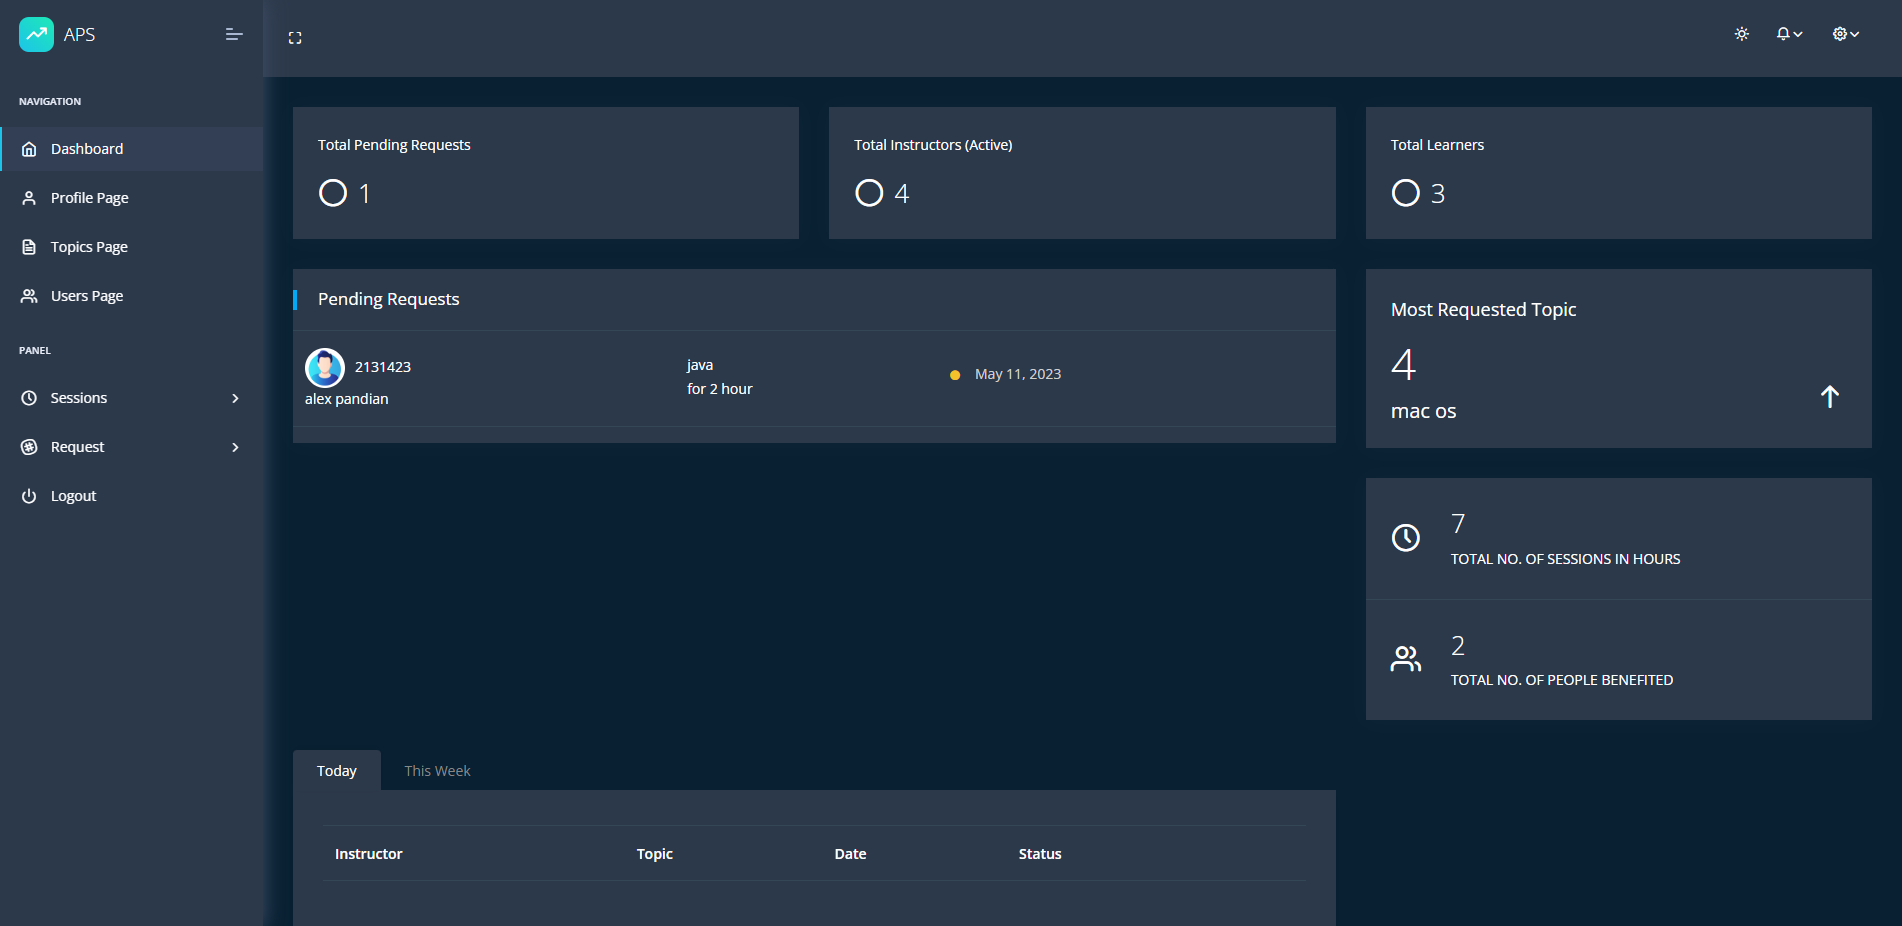 APS
NAVIGATION
Dashboard
Profile Page
Topics Page
Users Page
PANEL
Sessions
Request
Logout
Total Pending Requests
1
Total Instructors (Active)
4
Total Learners
3
Pending Requests
2131423
alex pandian
java
for 2 hour
May 11, 2023
Most Requested Topic
4
mac os
7
TOTAL NO. OF SESSIONS IN HOURS
2
TOTAL NO. OF PEOPLE BENEFITED
Today This Week
Instructor Topic Date Status